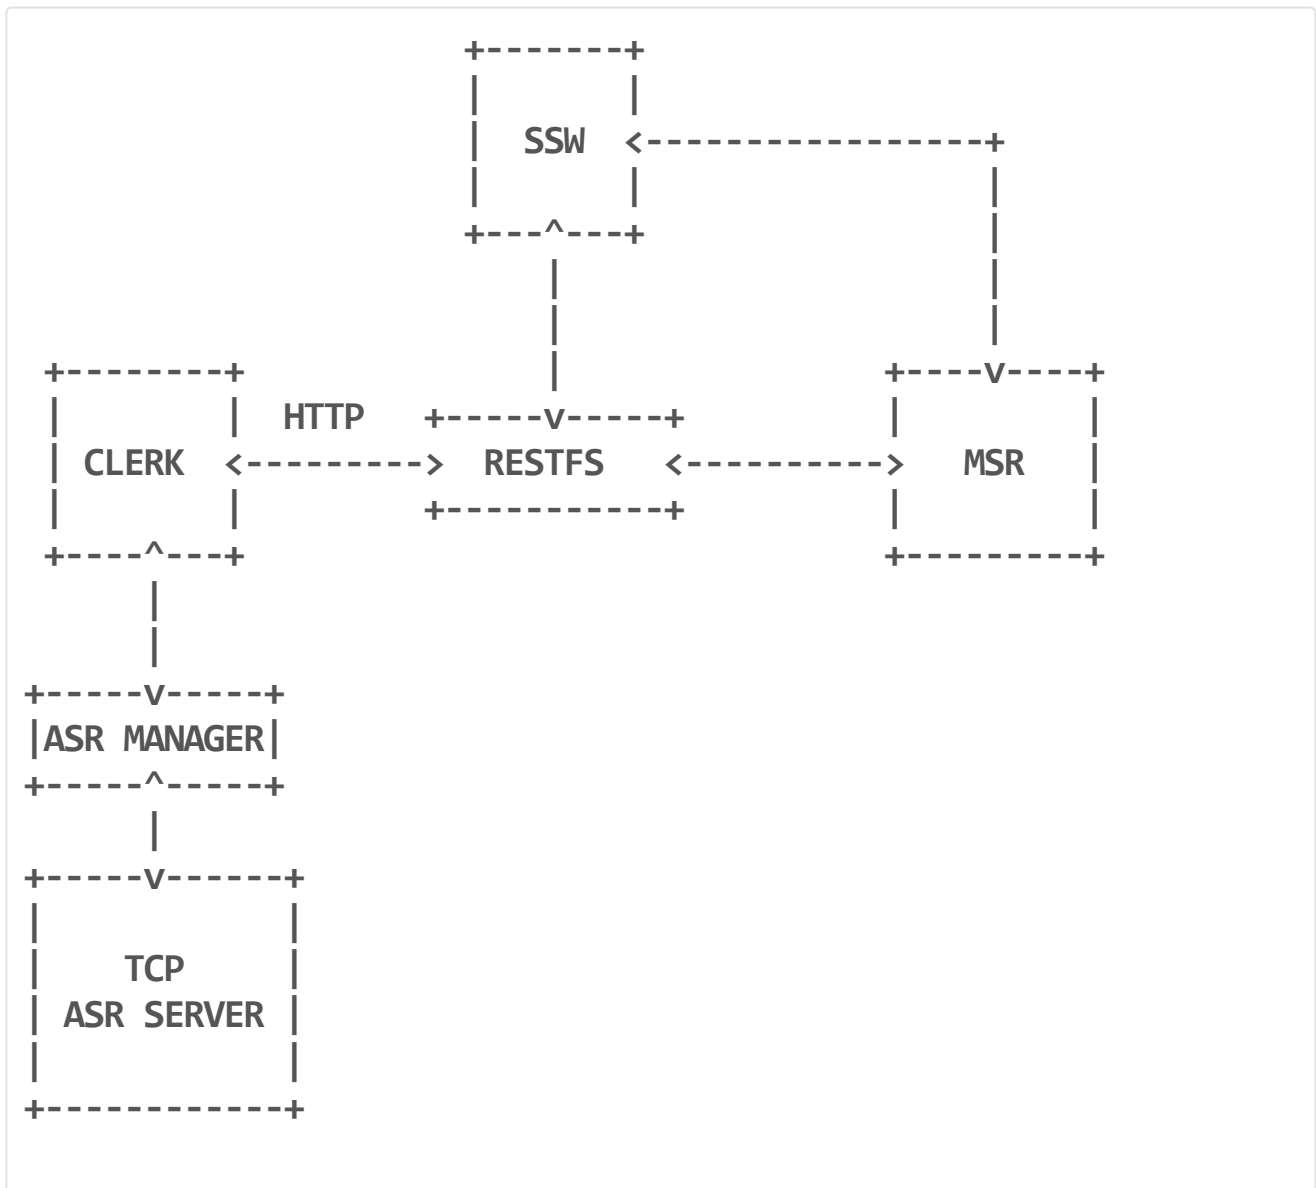 SSW
HTTP
CLERK
RESTFS
MSR
ASR MANAGER
TCP
ASR SERVER